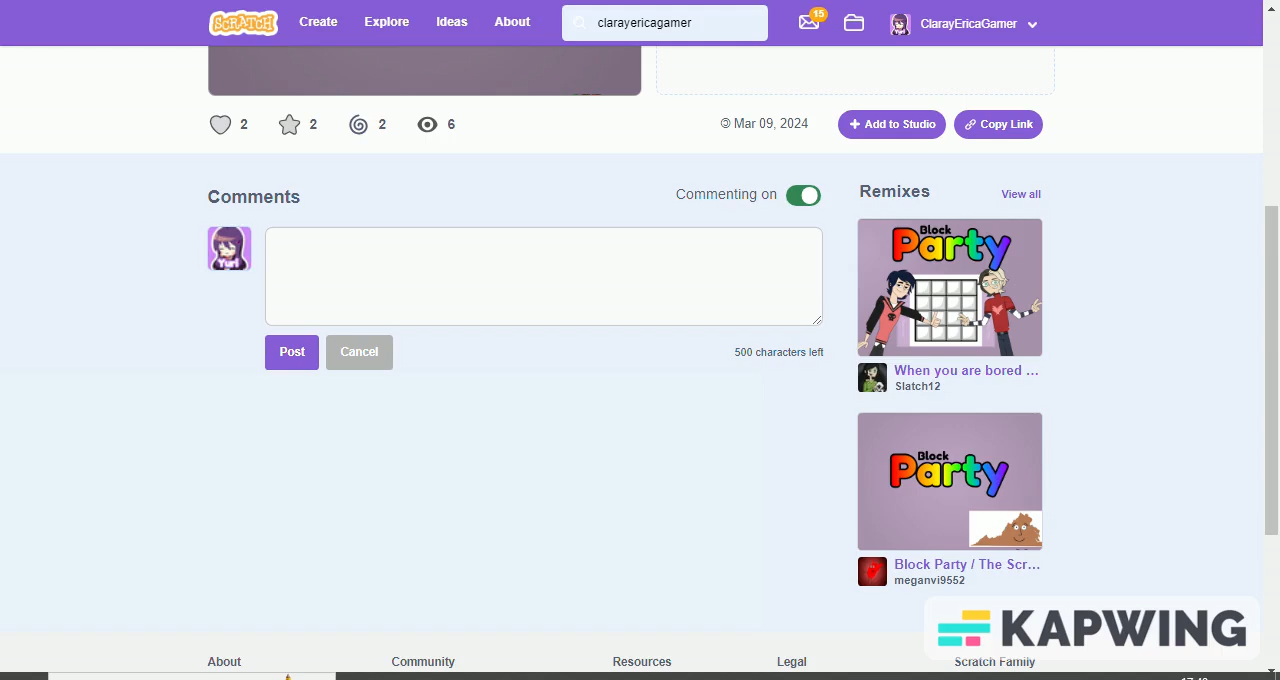 SCRATCH Create Explore Ideas About clarayericagamer 15 ClarayEricaGamer
2 2 2 6 © Mar 09, 2024 Add to Studio Copy Link
Comments Commenting on Remixes View all
Yuri
Block
Party
Post Cancel 500 characters left
When you are bored ...
Slatch12
Block
Party
Block Party / The Scr...
meganvi9552
KAPWING
About Community Resources Legal Scratch Family